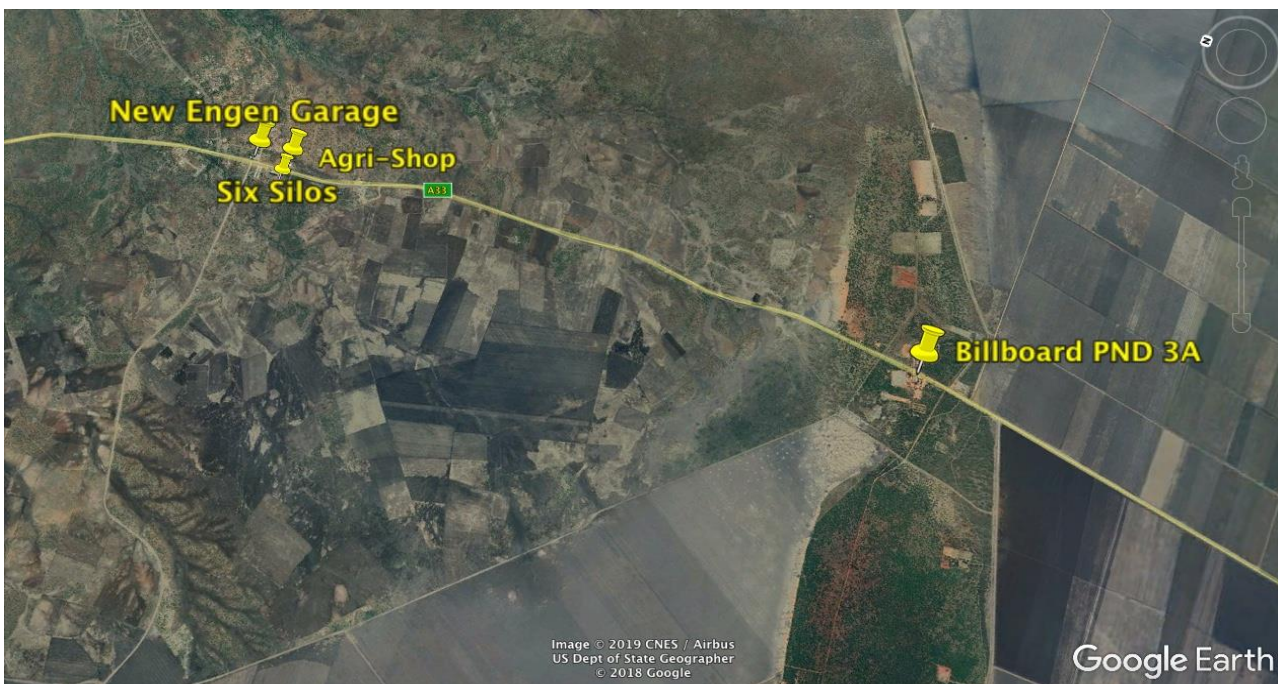 N
New Engen Garage
Agri-Shop
Six Silos
A33
Billboard PND 3A
Image © 2019 CNES / Airbus
US Dept of State Geographer
© 2018 Google
Google Earth